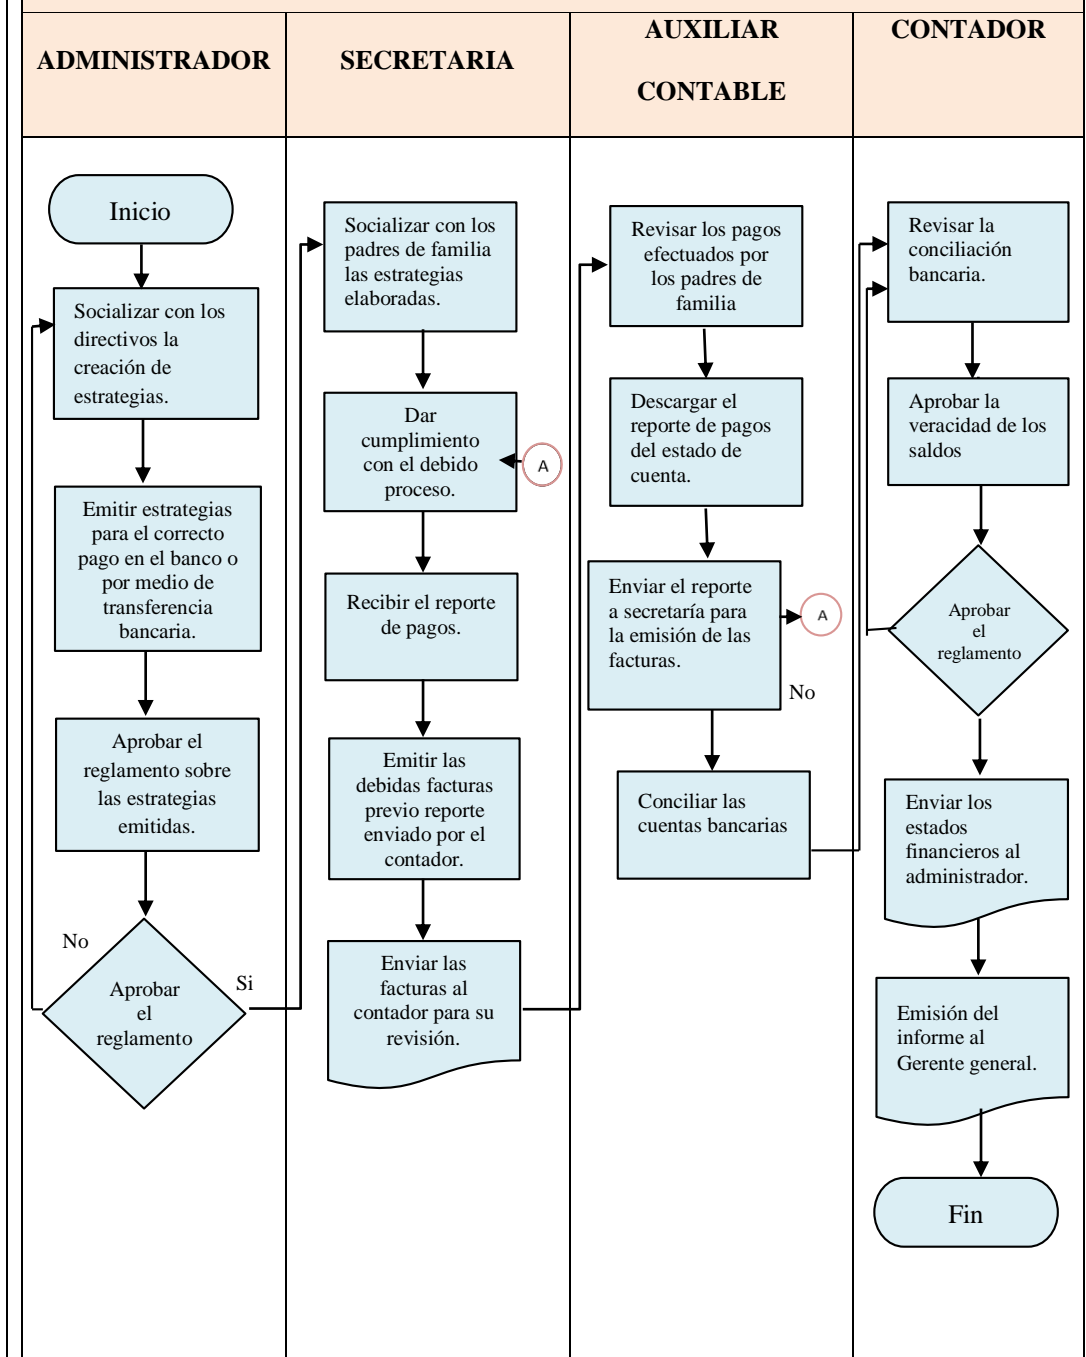 ADMINISTRADOR
SECRETARIA
AUXILIAR
CONTABLE
CONTADOR
Inicio
Socializar con los
directivos la
creación de
estrategias.
Emitir estrategias
para el correcto
pago en el banco o
por medio de
transferencia
bancaria.
Aprobar el
reglamento sobre
las estrategias
emitidas.
No
Aprobar
el
reglamento
Si
Socializar con los
padres de familia
las estrategias
elaboradas.
Dar
cumplimiento
con el debido
proceso.
A
Recibir el reporte
de pagos.
Emitir las
debidas facturas
previo reporte
enviado por el
contador.
Enviar las
facturas al
contador para su
revisión.
Revisar los pagos
efectuados por
los padres de
familia
Descargar el
reporte de pagos
del estado de
cuenta.
Enviar el reporte
a secretaría para
la emisión de las
facturas.
A
No
Conciliar las
cuentas bancarias
Revisar la
conciliación
bancaria.
Aprobar la
veracidad de los
saldos
Aprobar
el
reglamento
Enviar los
estados
financieros al
administrador.
Emisión del
informe al
Gerente general.
Fin